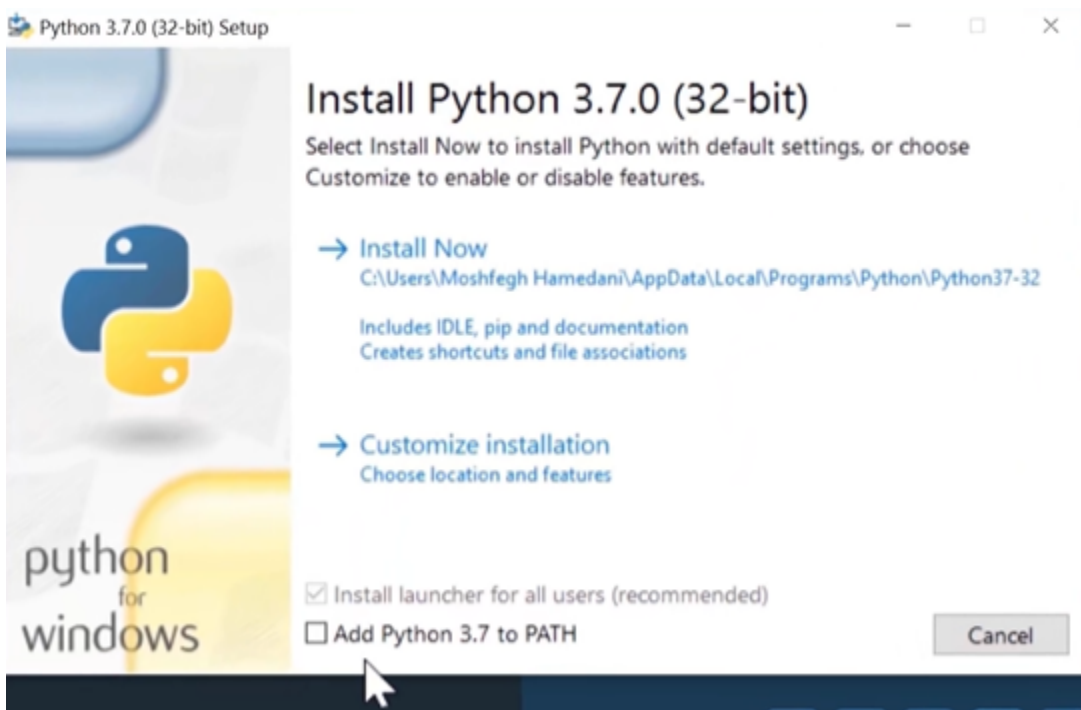 Python 3.7.0 (32-bit) Setup
Install Python 3.7.0 (32-bit)
Select Install Now to install Python with default settings, or choose
Customize to enable or disable features.
Install Now
C:\Users\Moshfegh Hamedani\AppData\Local\Programs\Python\Python37-32
Includes IDLE, pip and documentation
Creates shortcuts and file associations
Customize installation
Choose location and features
python
for
windows
Install launcher for all users (recommended)
Add Python 3.7 to PATH
Cancel